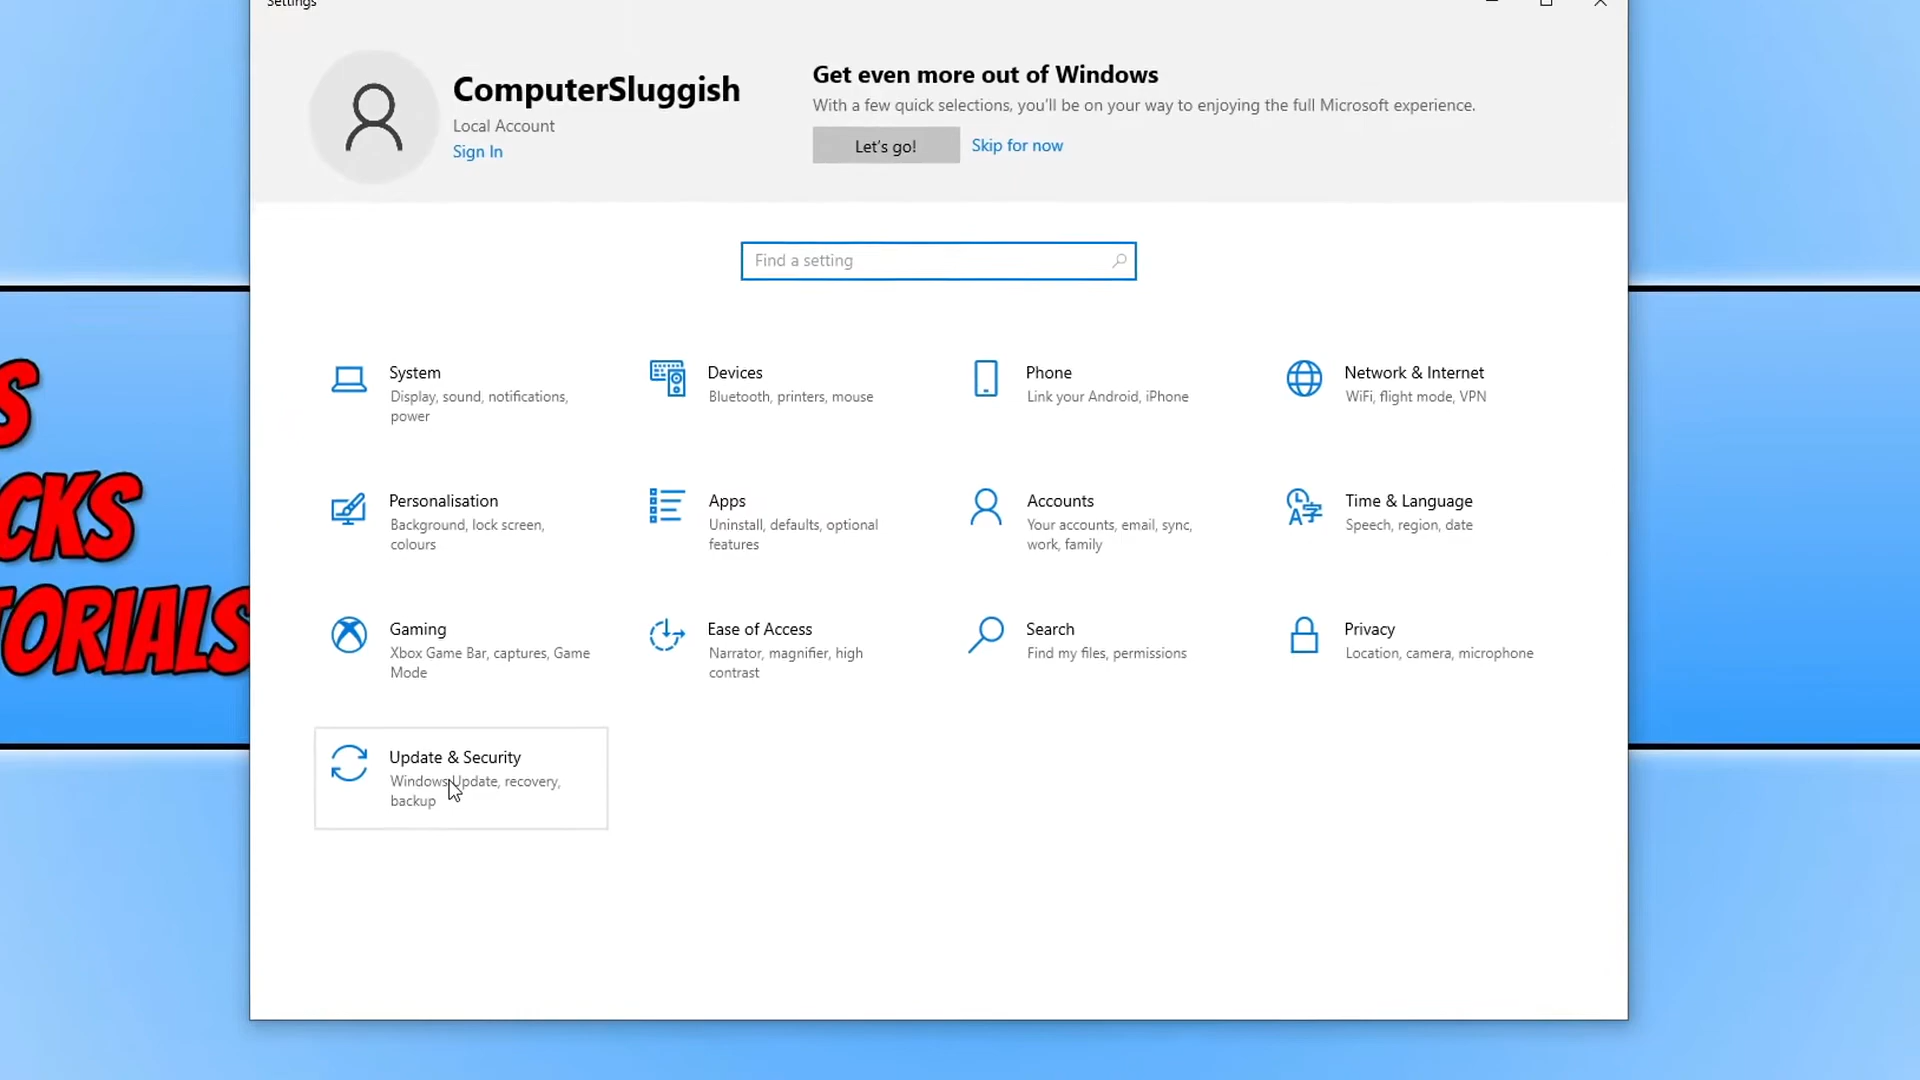 Settings
ComputerSluggish
Local Account
Sign In
Get even more out of Windows
With a few quick selections, you'll be on your way to enjoying the full Microsoft experience.
Let's go!
Skip for now
Find a setting
System
Display, sound, notifications,
power
Devices
Bluetooth, printers, mouse
Phone
Link your Android, iPhone
Network & Internet
WiFi, flight mode, VPN
Personalisation
Background, lock screen,
colours
Apps
Uninstall, defaults, optional
features
Accounts
Your accounts, email, sync,
work, family
Time & Language
Speech, region, date
Gaming
Xbox Game Bar, captures, Game
Mode
Ease of Access
Narrator, magnifier, high
contrast
Search
Find my files, permissions
Privacy
Location, camera, microphone
Update & Security
Windows Update, recovery,
backup
S
CKS
TORIALS